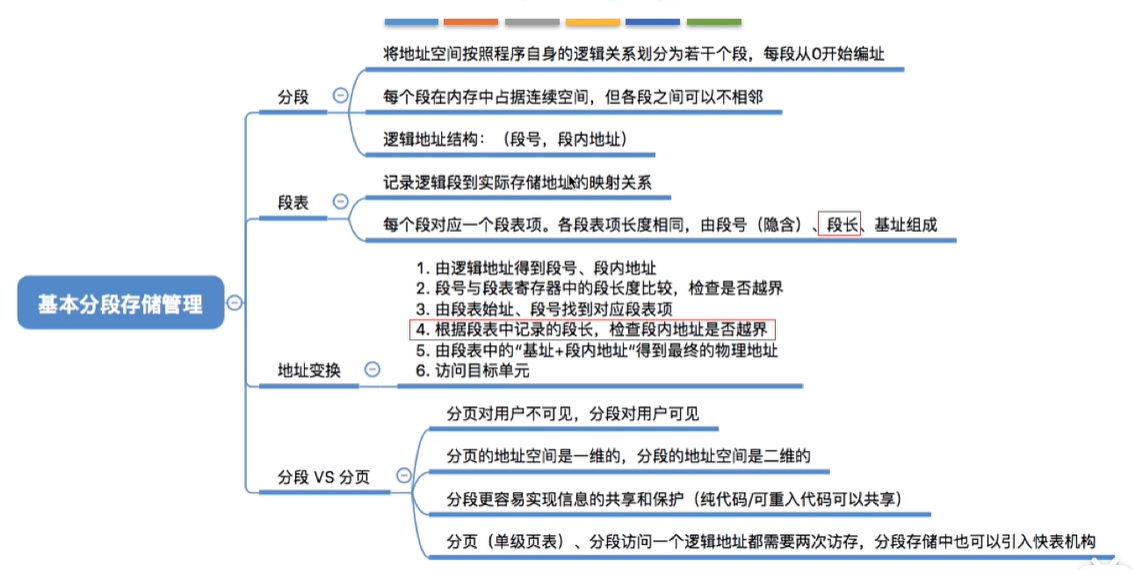 将地址空间按照程序自身的逻辑关系划分为若干个段，每段从0开始编址
分段
每个段在内存中占据连续空间，但各段之间可以不相邻
逻辑地址结构：（段号，段内地址）
记录逻辑段到实际存储地址的映射关系
段表
每个段对应一个段表项。各段表项长度相同，由段号（隐含）、段长、基址组成
基本分段存储管理
1. 由逻辑地址得到段号、段内地址
2. 段号与段表寄存器中的段长度比较，检查是否越界
3. 由段表始址、段号找到对应段表项
4. 根据段表中记录的段长，检查段内地址是否越界
5. 由段表中的“基址+段内地址”得到最终的物理地址
6. 访问目标单元
地址变换
分页对用户不可见，分段对用户可见
分页的地址空间是一维的，分段的地址空间是二维的
分段 VS 分页
分段更容易实现信息的共享和保护（纯代码/可重入代码可以共享）
分页（单级页表）、分段访问一个逻辑地址都需要两次访存，分段存储中也可以引入快表机构